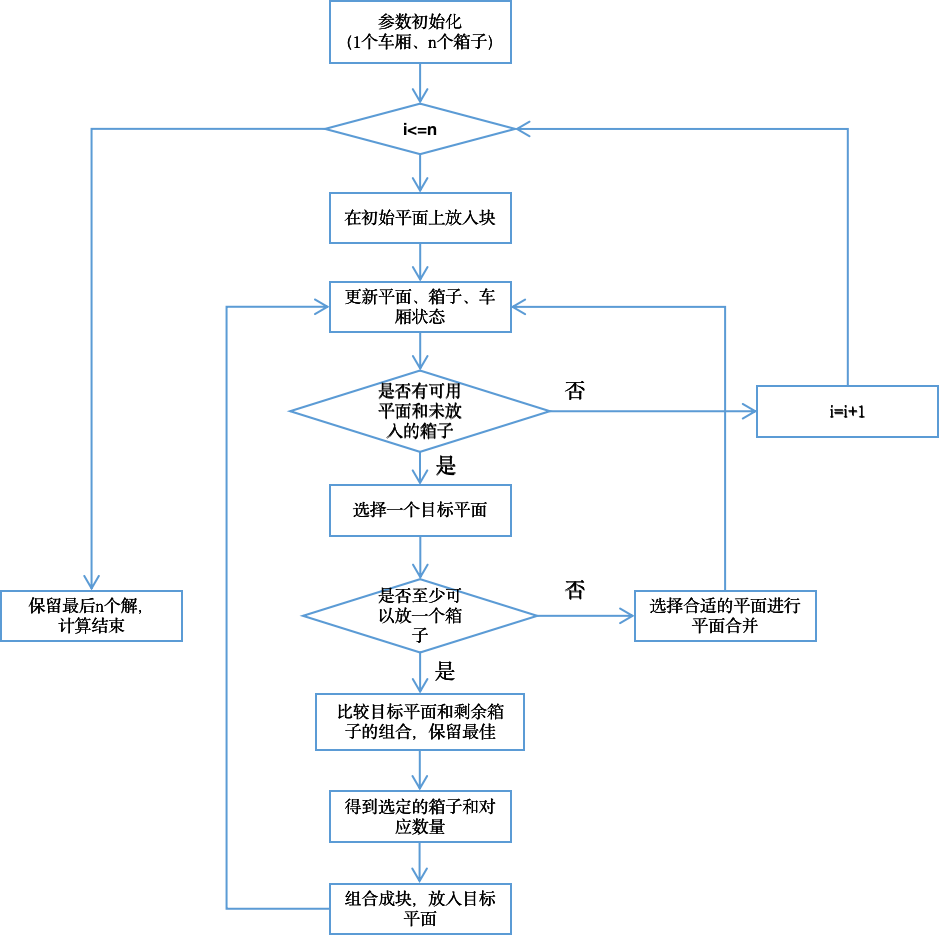 参数初始化
(1个车厢、n个箱子)
i<=n
在初始平面上放入块
更新平面、箱子、车
厢状态
是否有可用
平面和未放
入的箱子
否
i=i+1
是
选择一个目标平面
是否至少可
以放一个箱
子
否
选择合适的平面进行
平面合并
保留最后n个解,
计算结束
是
比较目标平面和剩余箱
子的组合,保留最佳
得到选定的箱子和对
应数量
组合成块,放入目标
平面